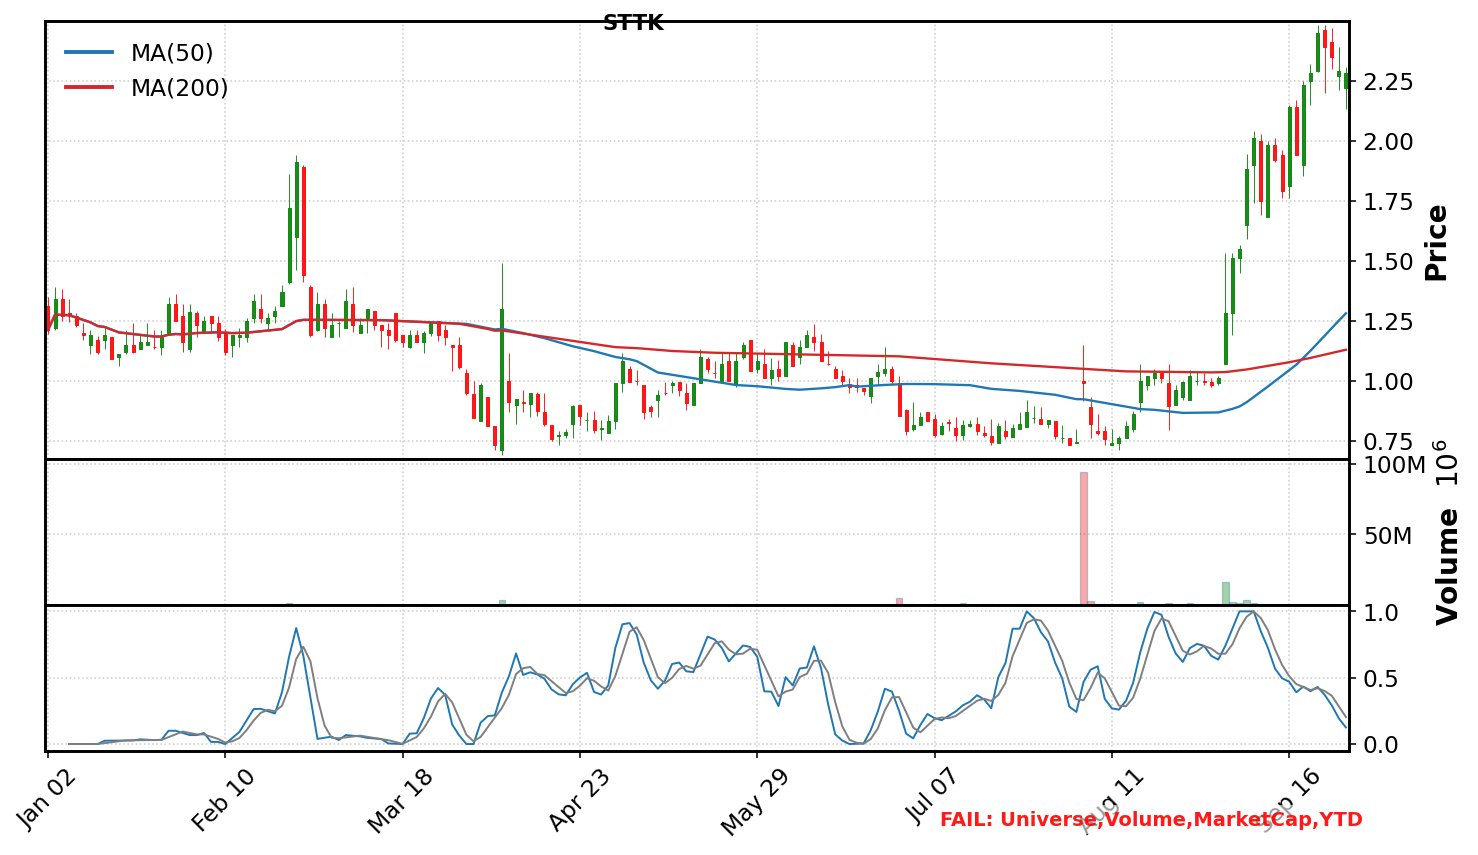 STTK
MA(50)
MA(200)
2.25
2.00
1.75
1.50
1.25
1.00
0.75
Price
100M
50M
Volume 10^6
1.0
0.5
0.0
Jan 02
Feb 10
Mar 18
Apr 23
May 29
Jul 07
Aug 11
Sep 16
FAIL: Universe,Volume,MarketCap,YTD